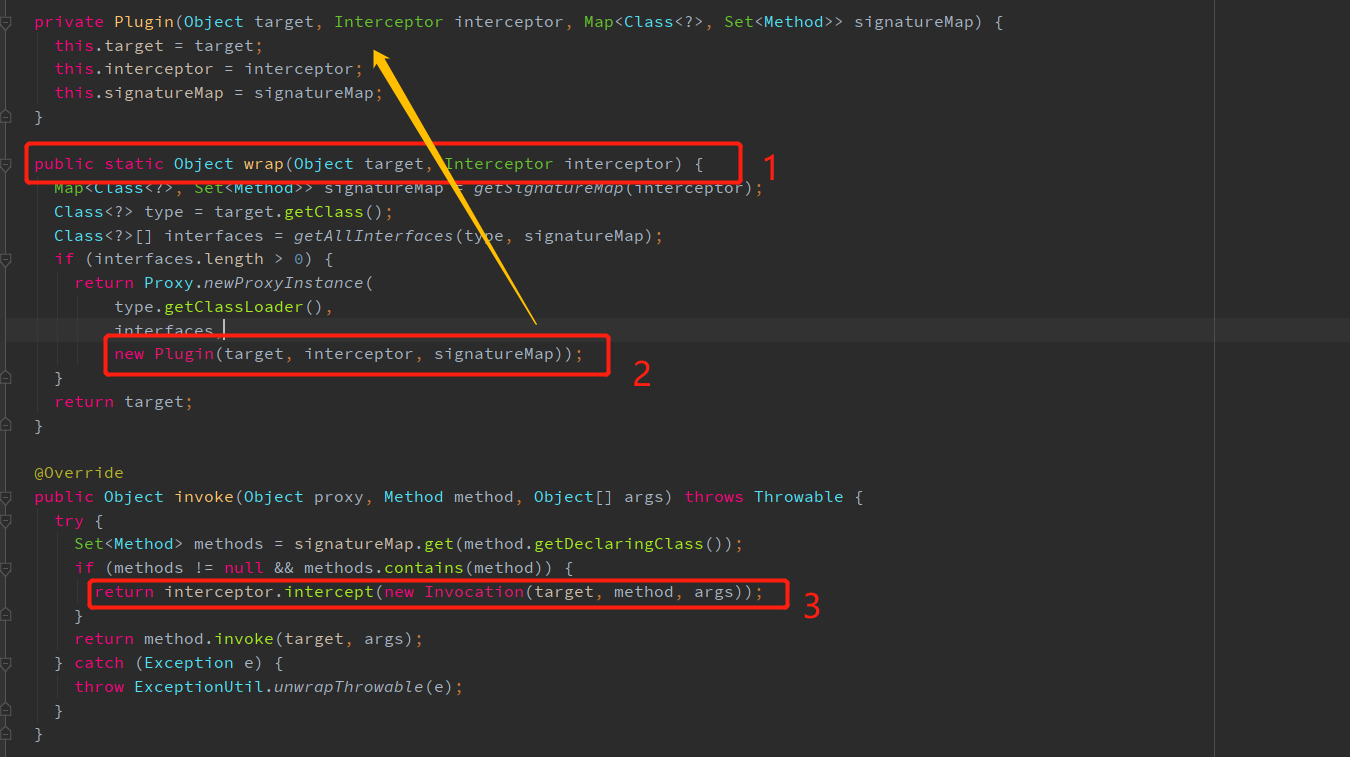 private Plugin(Object target, Interceptor interceptor, Map<Class<?>, Set<Method>> signatureMap) {
this.target = target;
this.interceptor = interceptor;
this.signatureMap = signatureMap;
}
public static Object wrap(Object target, Interceptor interceptor) {
1
Map<Class<?>, Set<Method>> signatureMap = getSignatureMap(interceptor);
Class<?> type = target.getClass();
Class<?>[] interfaces = getAllInterfaces(type, signatureMap);
if (interfaces.length > 0) {
return Proxy.newProxyInstance(
type.getClassLoader(),
interfaces,
new Plugin(target, interceptor, signatureMap));
2
}
return target;
}
@Override
public Object invoke(Object proxy, Method method, Object[] args) throws Throwable {
try {
Set<Method> methods = signatureMap.get(method.getDeclaringClass());
if (methods != null && methods.contains(method)) {
return interceptor.intercept(new Invocation(target, method, args));
3
}
return method.invoke(target, args);
} catch (Exception e) {
throw ExceptionUtil.unwrapThrowable(e);
}
}